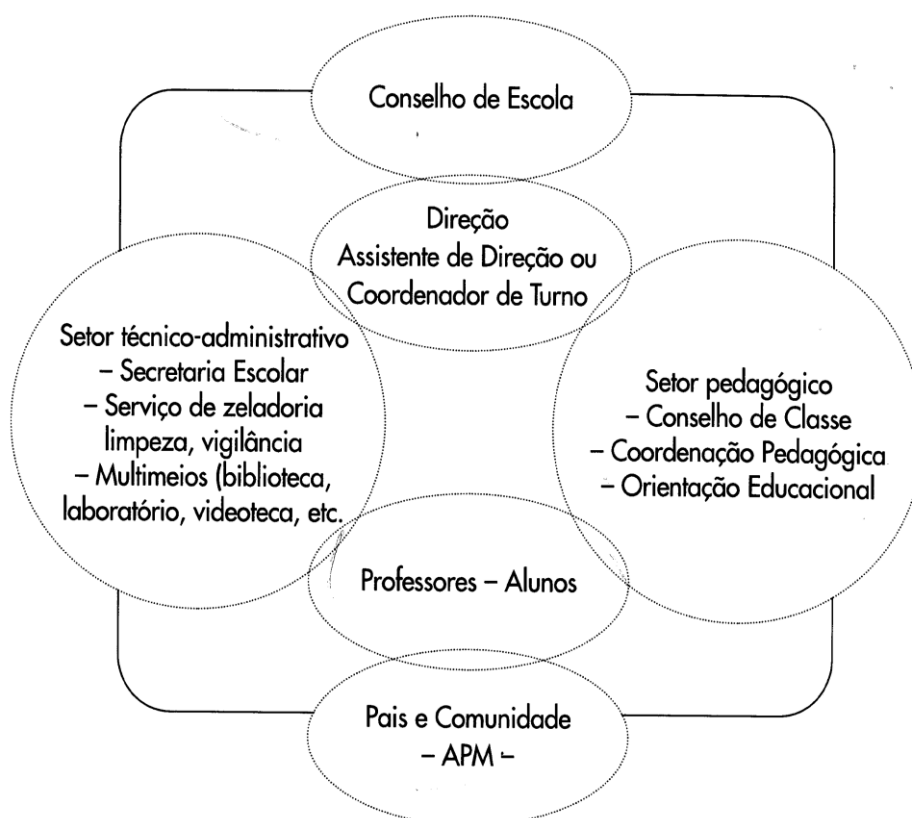 Conselho de Escola
Direção
Assistente de Direção ou
Coordenador de Turno
Setor técnico-administrativo
– Secretaria Escolar
– Serviço de zeladoria
limpeza, vigilância
– Multimeios (biblioteca,
laboratório, videoteca, etc.
Setor pedagógico
– Conselho de Classe
– Coordenação Pedagógica
– Orientação Educacional
Professores – Alunos
Pais e Comunidade
– APM –